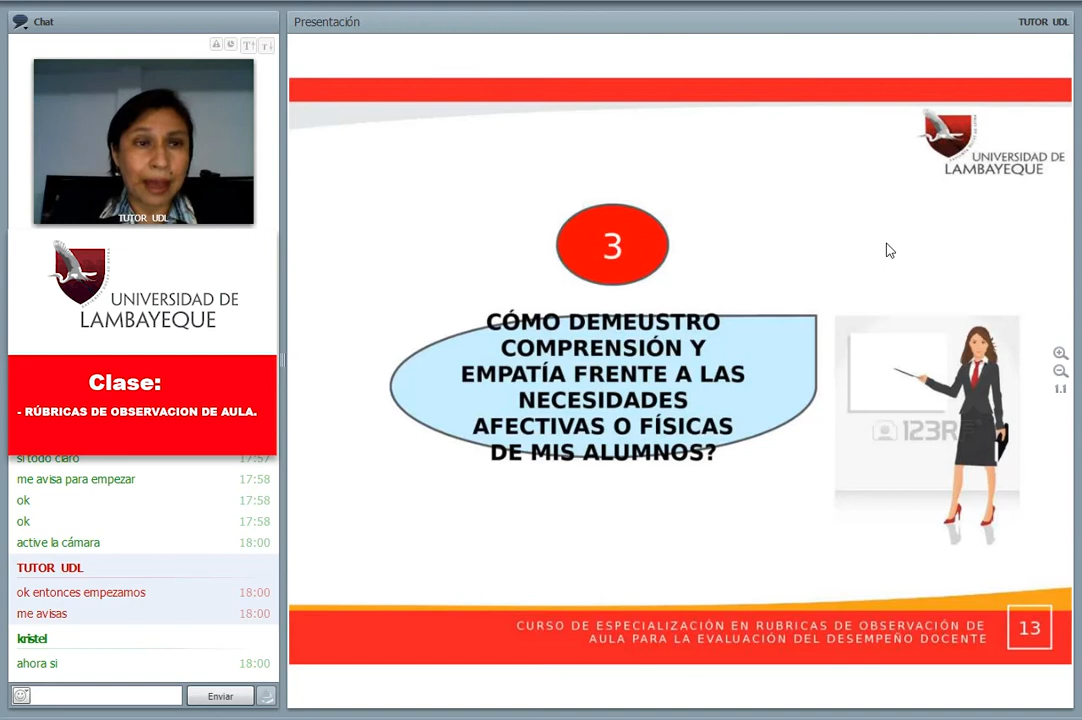 Chat
TUTOR UDL
UNIVERSIDAD DE
LAMBAYEQUE
Clase:
- RÚBRICAS DE OBSERVACION DE AULA.
si todo claro 17:57
me avisa para empezar 17:58
ok 17:58
ok 17:58
active la cámara 18:00
TUTOR UDL
ok entonces empezamos 18:00
me avisas 18:00
kristel
ahora si 18:00
Enviar
Presentación TUTOR UDL
UNIVERSIDAD DE
LAMBAYEQUE
3
CÓMO DEMEUSTRO
COMPRENSIÓN Y
EMPATÍA FRENTE A LAS
NECESIDADES
AFECTIVAS O FÍSICAS
DE MIS ALUMNOS?
123R
1:1
CURSO DE ESPECIALIZACIÓN EN RUBRICAS DE OBSERVACIÓN DE
AULA PARA LA EVALUACIÓN DEL DESEMPEÑO DOCENTE
13